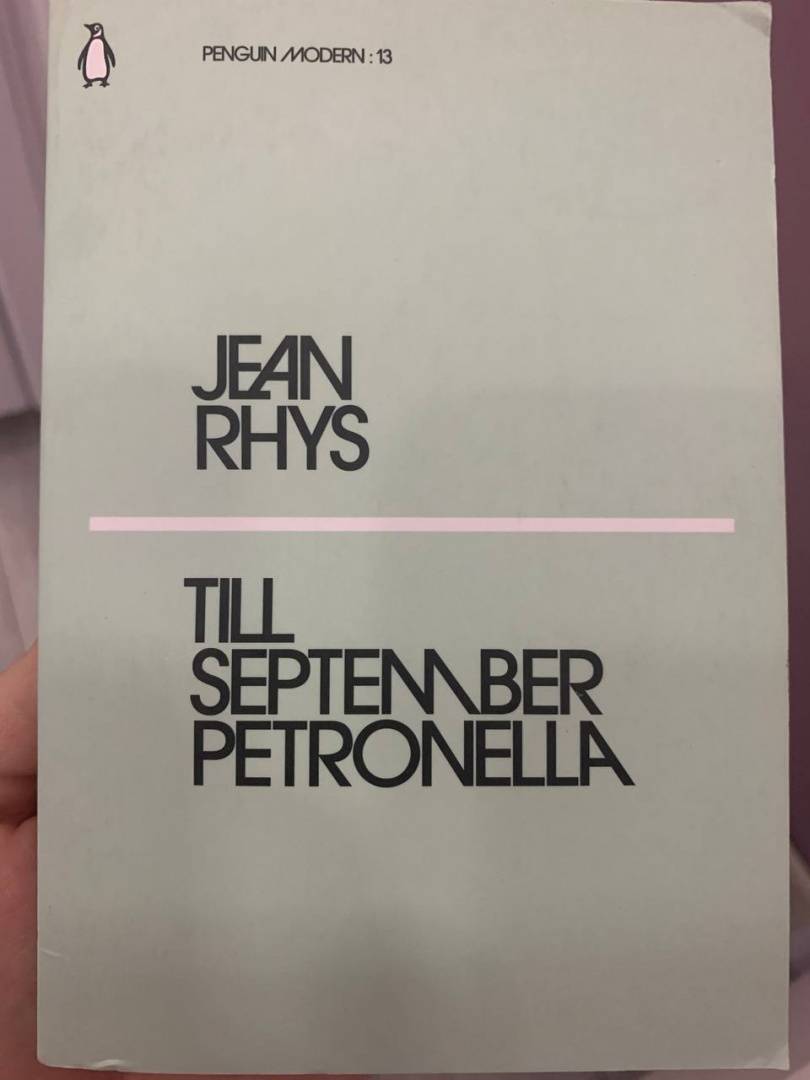 PENGUIN MODERN : 13
JEAN
RHYS
TILL
SEPTEMBER
PETRONELLA